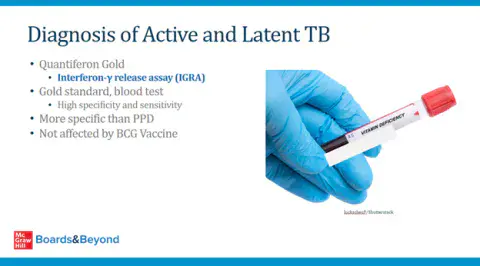 Diagnosis of Active and Latent TB
• Quantiferon Gold
• Interferon-γ release assay (IGRA)
• Gold standard, blood test
• High specificity and sensitivity
• More specific than PPD
• Not affected by BCG Vaccine
VITAMIN DEFICIENCY
Mc
Graw
Hill
Boards&Beyond